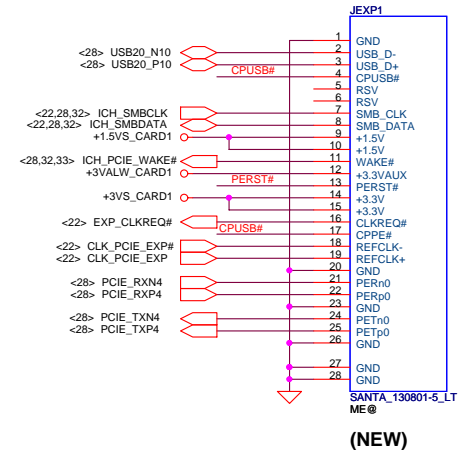 JEXP1
1 GND
<28> USB20_N10 2 USB_D-
<28> USB20_P10 3 USB_D+
CPUSB# 4 CPUSB#
5 RSV
6 RSV
<22,28,32> ICH_SMBCLK 7 SMB_CLK
<22,28,32> ICH_SMBDATA 8 SMB_DATA
+1.5VS_CARD1 9 +1.5V
10 +1.5V
<28,32,33> ICH_PCIE_WAKE# 11 WAKE#
+3VALW_CARD1 12 +3.3VAUX
PERST# 13 PERST#
+3VS_CARD1 14 +3.3V
15 +3.3V
<22> EXP_CLKREQ# 16 CLKREQ#
CPUSB# 17 CPPE#
<22> CLK_PCIE_EXP# 18 REFCLK-
<22> CLK_PCIE_EXP 19 REFCLK+
20 GND
<28> PCIE_RXN4 21 PERn0
<28> PCIE_RXP4 22 PERp0
23 GND
<28> PCIE_TXN4 24 PETn0
<28> PCIE_TXP4 25 PETp0
26 GND
27 GND
28 GND
SANTA_130801-5_LT
ME@
(NEW)